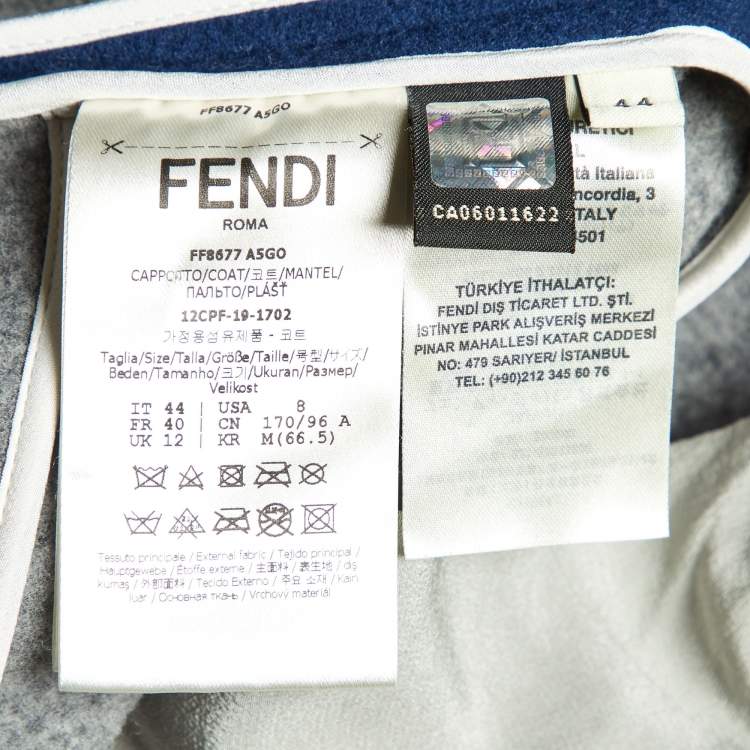 FF8677 A5GO
FENDI
ROMA
FF8677 A5GO
CAPPOTTO/COAT/코트/MANTEL/
ПАЛЬТО/PLÁŠŤ
12CPF-19-1702
가정용섬유제품 - 코트
Taglia/Size/Talla/Größe/Taille/号型/サイズ/
Beden/Tamanho/크기/Ukuran/Размер/
Velikost
IT 44 | USA 8
FR 40 | CN 170/96 A
UK 12 | KR M(66.5)
Tessuto principale / External fabric / Tejido principal /
Hauptgewebe / Étoffe externe / 主面料 / 表生地 / dış
kumaş / 外部面料 / Tecido Externo / 주요 소재 / Kain
luar / Основная ткань / Vrchový materiál
CA06011622
44
Italiana
3
ITALY
TÜRKİYE İTHALATÇI:
FENDİ DIŞ TİCARET LTD. ŞTİ.
İSTİNYE PARK ALIŞVERİŞ MERKEZİ
PINAR MAHALLESİ KATAR CADDESİ
NO: 479 SARIYER/ İSTANBUL
TEL: (+90)212 345 60 76